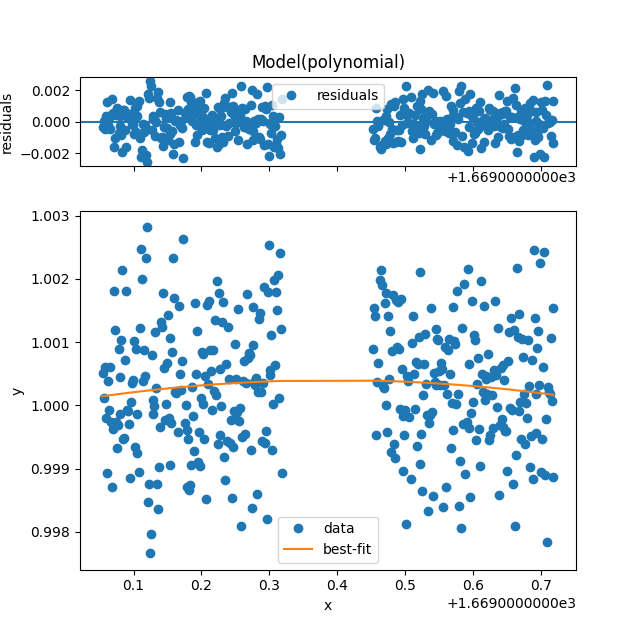 Model(polynomial)
residuals
0.002
0.000
−0.002
residuals
+1.6690000000e3
1.003
1.002
1.001
1.000
0.999
0.998
y
data
best-fit
0.1 0.2 0.3 0.4 0.5 0.6 0.7
x
+1.6690000000e3